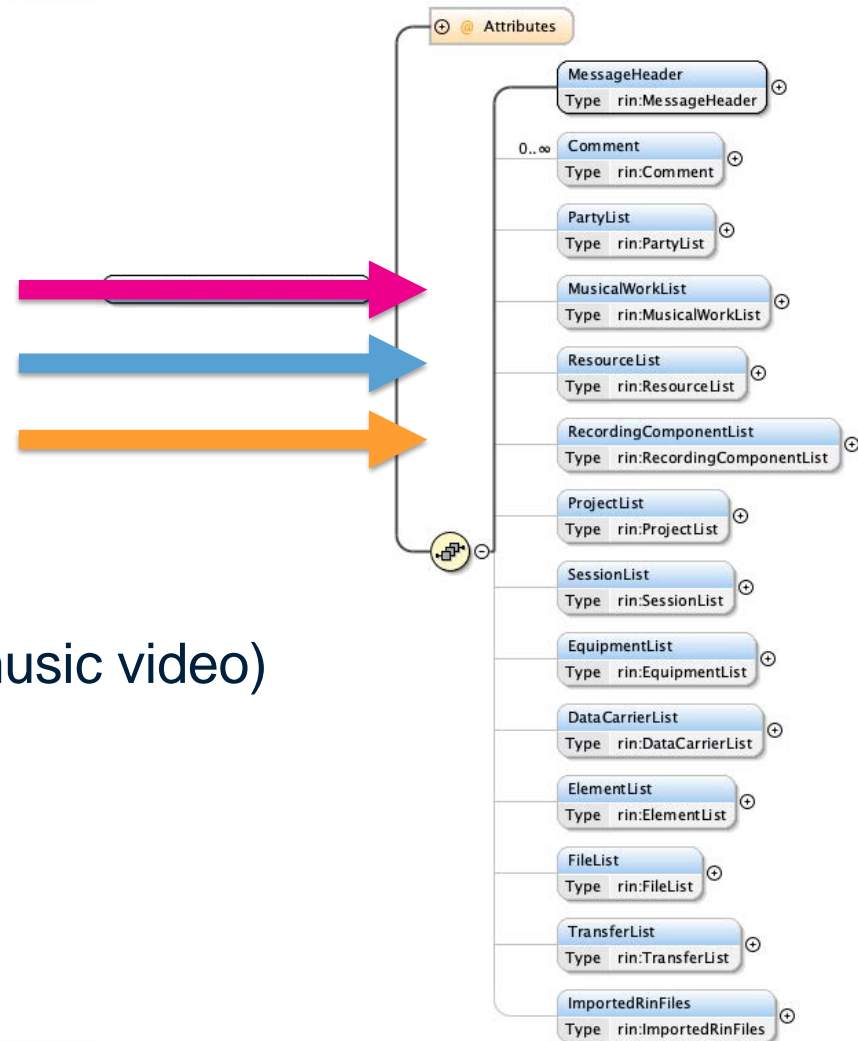 @ Attributes
MessageHeader
Type rin:MessageHeader
0..∞ Comment
Type rin:Comment
PartyList
Type rin:PartyList
MusicalWorkList
Type rin:MusicalWorkList
ResourceList
Type rin:ResourceList
RecordingComponentList
Type rin:RecordingComponentList
ProjectList
Type rin:ProjectList
SessionList
Type rin:SessionList
usic video)
EquipmentList
Type rin:EquipmentList
DataCarrierList
Type rin:DataCarrierList
ElementList
Type rin:ElementList
FileList
Type rin:FileList
TransferList
Type rin:TransferList
ImportedRinFiles
Type rin:ImportedRinFiles